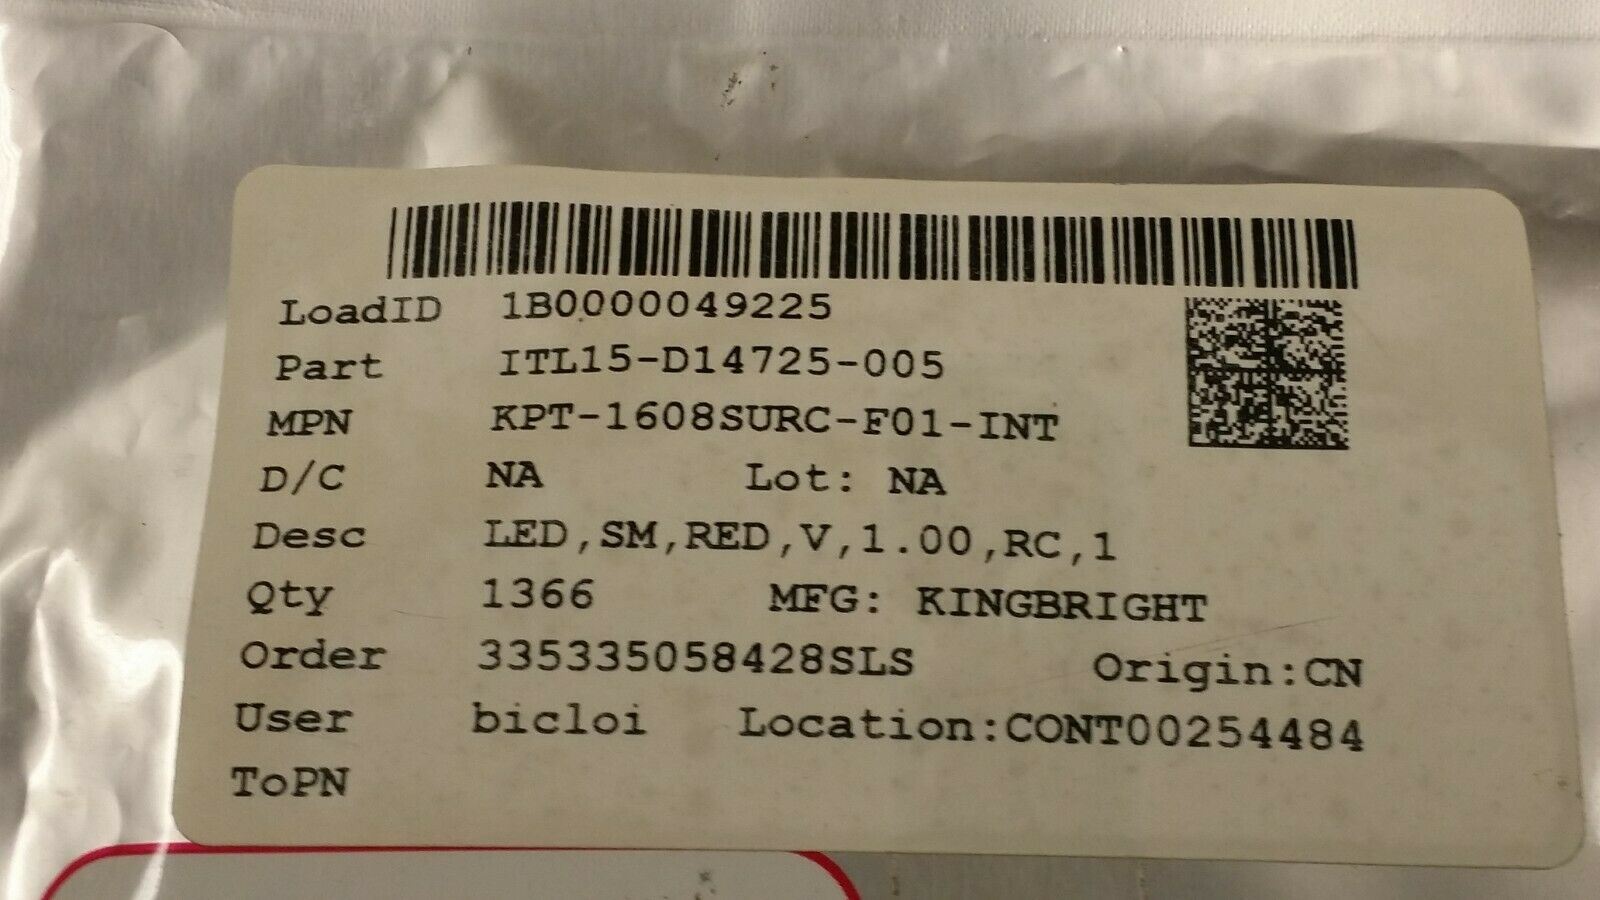 LoadID 1B0000049225
Part ITL15-D14725-005
MPN KPT-1608SURC-F01-INT
D/C NA Lot: NA
Desc LED,SM,RED,V,1.00,RC,1
Qty 1366 MFG: KINGBRIGHT
Order 335335058428SLS Origin:CN
User bicloi Location:CONT00254484
ToPN